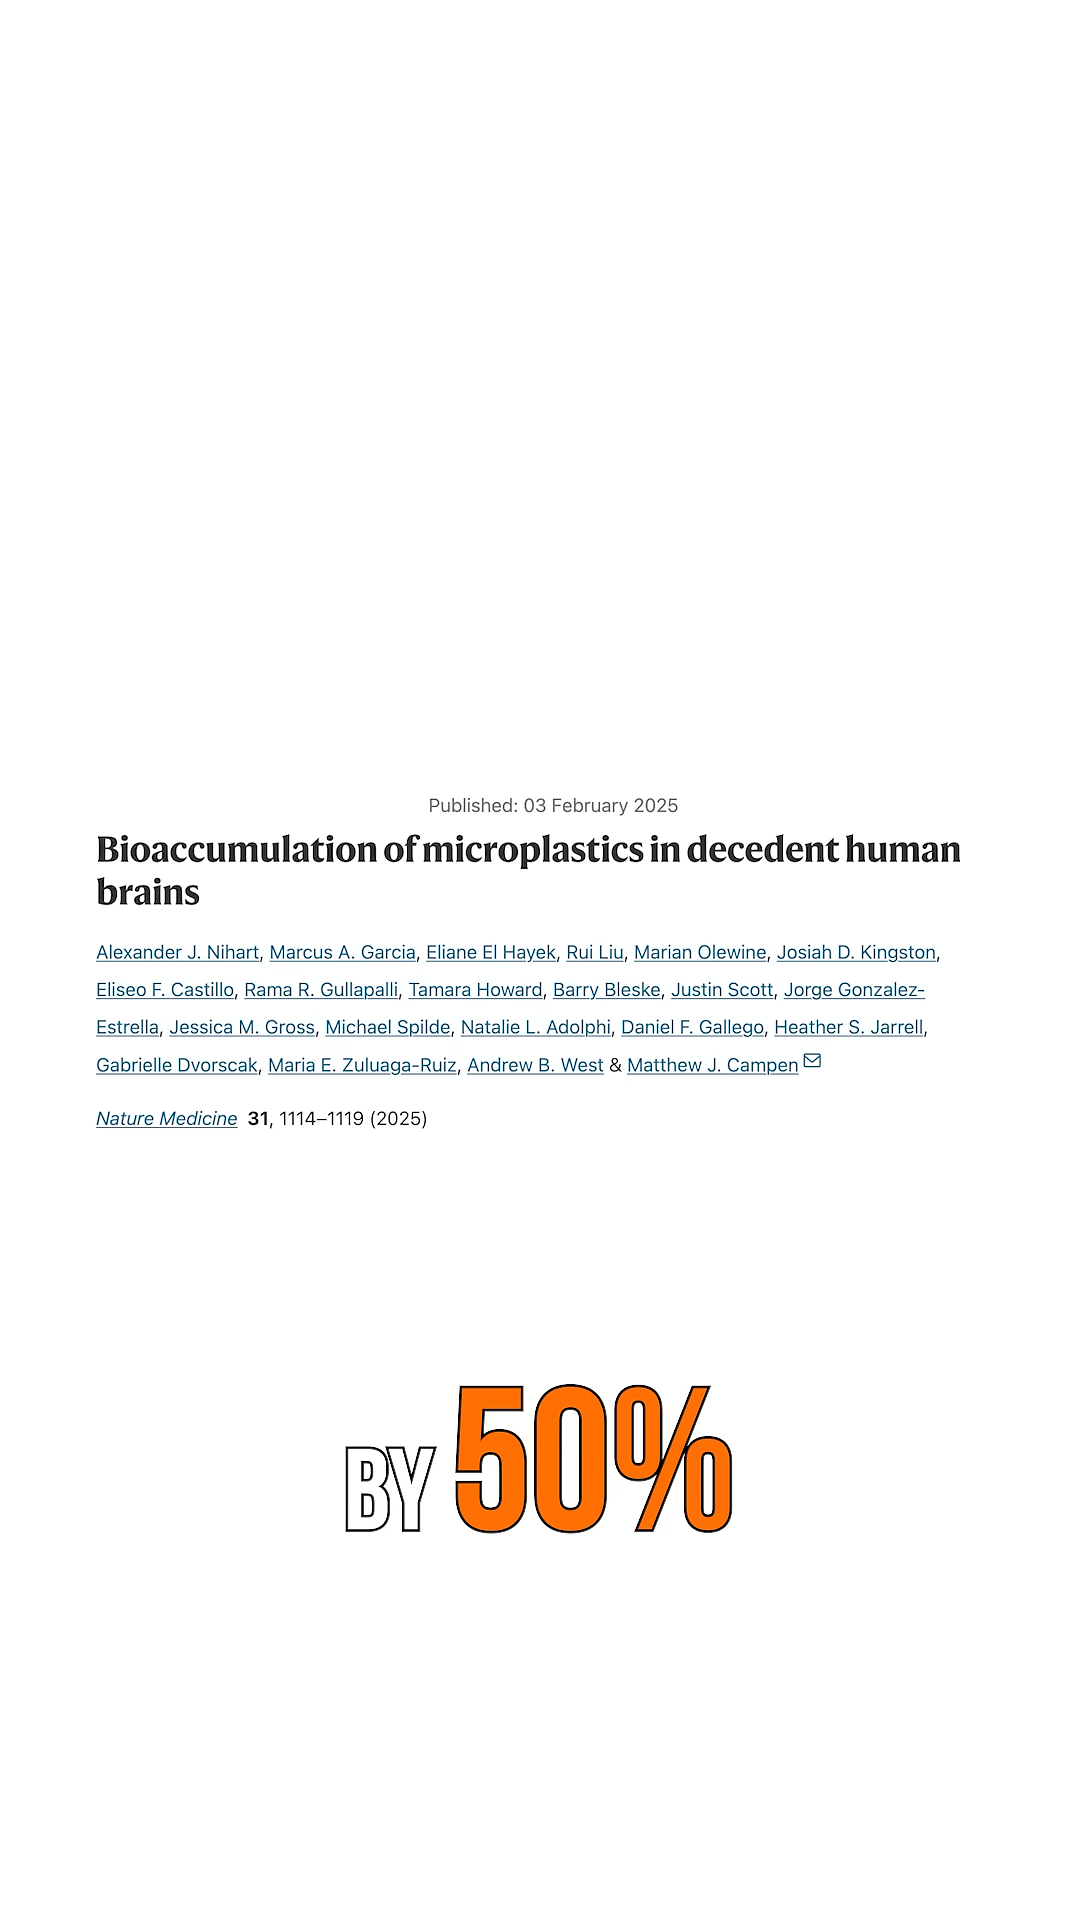 Published: 03 February 2025
Bioaccumulation of microplastics in decedent human
brains
Alexander J. Nihart, Marcus A. Garcia, Eliane El Hayek, Rui Liu, Marian Olewine, Josiah D. Kingston,
Eliseo F. Castillo, Rama R. Gullapalli, Tamara Howard, Barry Bleske, Justin Scott, Jorge Gonzalez-
Estrella, Jessica M. Gross, Michael Spilde, Natalie L. Adolphi, Daniel F. Gallego, Heather S. Jarrell,
Gabrielle Dvorscak, Maria E. Zuluaga-Ruiz, Andrew B. West & Matthew J. Campen
Nature Medicine 31, 1114–1119 (2025)
BY 50%